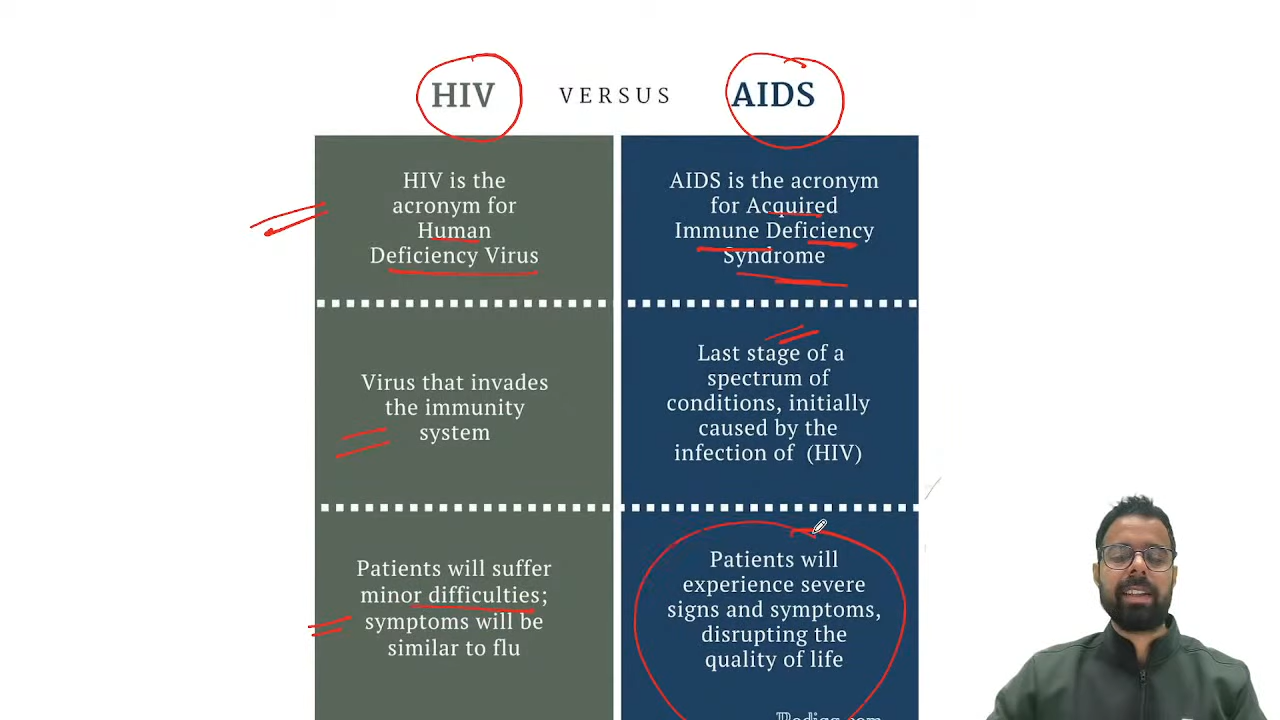 HIV VERSUS AIDS
HIV is the
acronym for
Human
Deficiency Virus
AIDS is the acronym
for Acquired
Immune Deficiency
Syndrome
Virus that invades
the immunity
system
Last stage of a
spectrum of
conditions, initially
caused by the
infection of (HIV)
Patients will suffer
minor difficulties;
symptoms will be
similar to flu
Patients will
experience severe
signs and symptoms,
disrupting the
quality of life